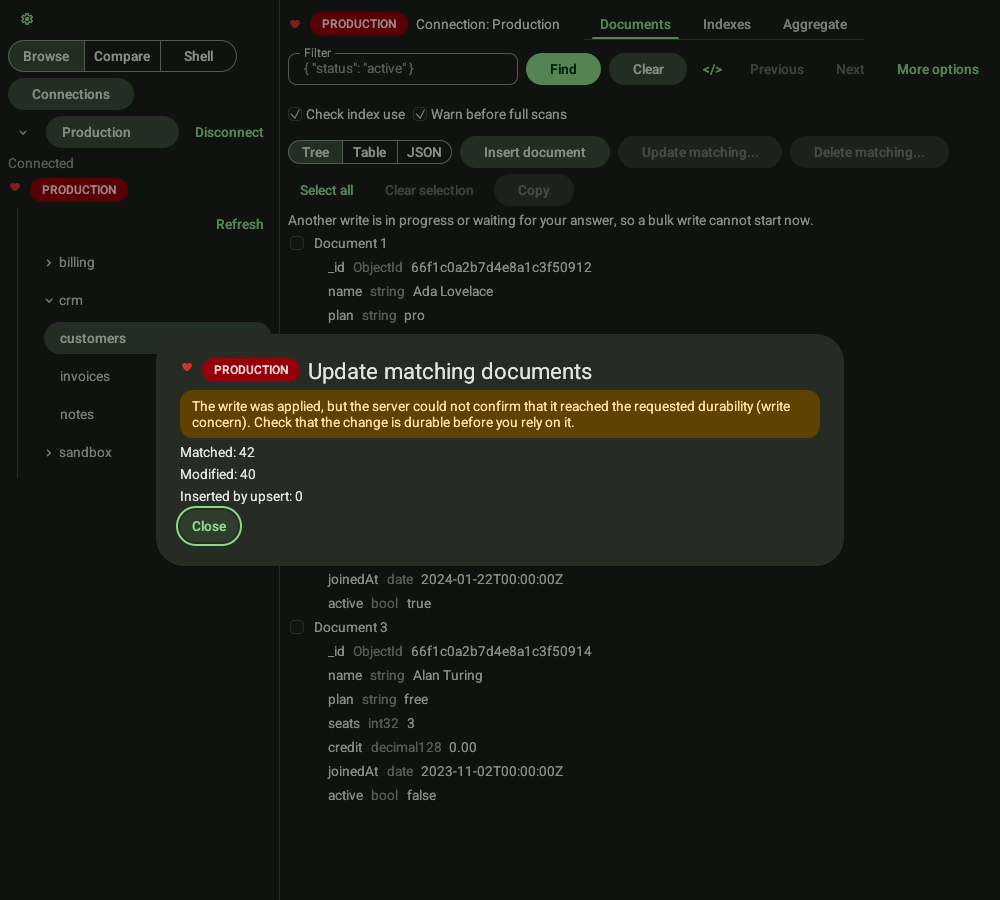 Browse Compare Shell
Connections
Production Disconnect
Connected
PRODUCTION
Refresh
billing
crm
customers
invoices
notes
sandbox
PRODUCTION Connection: Production Documents Indexes Aggregate
Filter
{ "status": "active" } Find Clear </> Previous Next More options
Check index use Warn before full scans
Tree Table JSON Insert document Update matching... Delete matching...
Select all Clear selection Copy
Another write is in progress or waiting for your answer, so a bulk write cannot start now.
Document 1
_id ObjectId 66f1c0a2b7d4e8a1c3f50912
name string Ada Lovelace
plan string pro
PRODUCTION Update matching documents
The write was applied, but the server could not confirm that it reached the requested durability (write
concern). Check that the change is durable before you rely on it.
Matched: 42
Modified: 40
Inserted by upsert: 0
Close
joinedAt date 2024-01-22T00:00:00Z
active bool true
Document 3
_id ObjectId 66f1c0a2b7d4e8a1c3f50914
name string Alan Turing
plan string free
seats int32 3
credit decimal128 0.00
joinedAt date 2023-11-02T00:00:00Z
active bool false